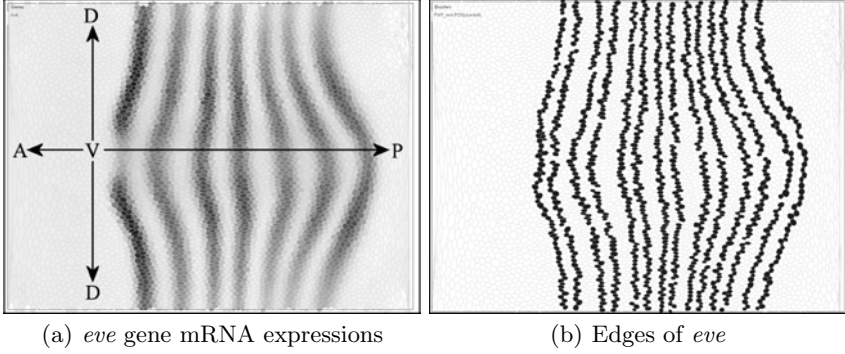 D
A V P
D
(a) eve gene mRNA expressions
(b) Edges of eve